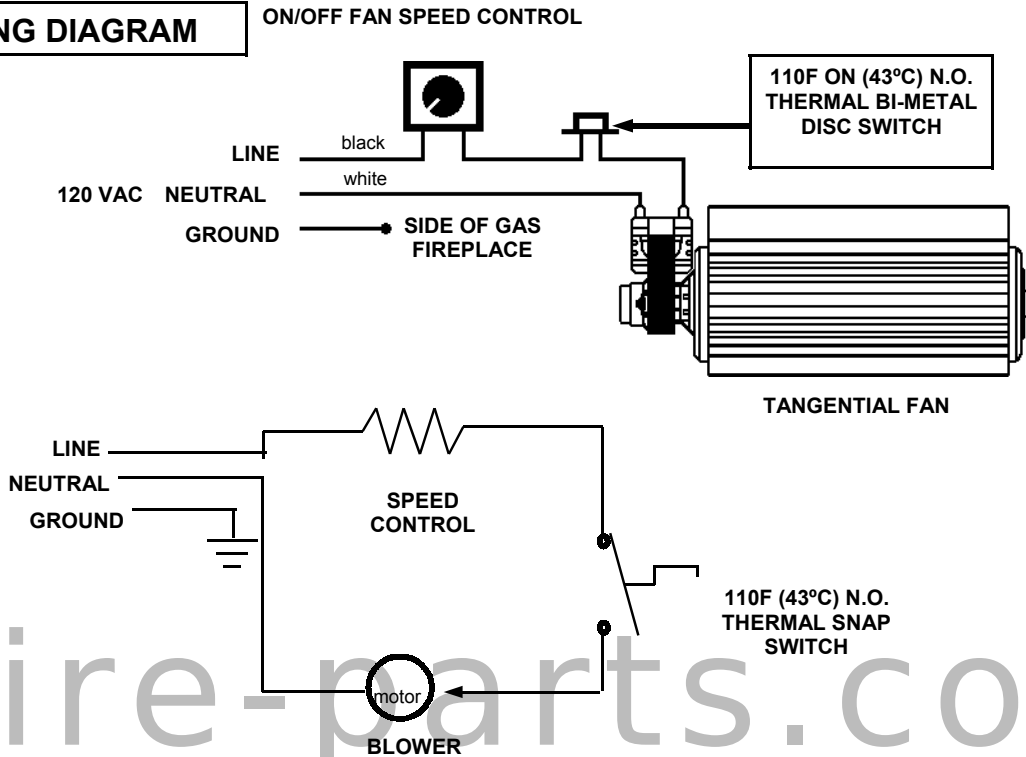 NG DIAGRAM
ON/OFF FAN SPEED CONTROL
110F ON (43ºC) N.O.
THERMAL BI-METAL
DISC SWITCH
black
LINE
white
120 VAC NEUTRAL
GROUND
SIDE OF GAS
FIREPLACE
TANGENTIAL FAN
LINE
NEUTRAL
GROUND
SPEED
CONTROL
110F (43ºC) N.O.
THERMAL SNAP
SWITCH
motor
BLOWER
ire-parts.co